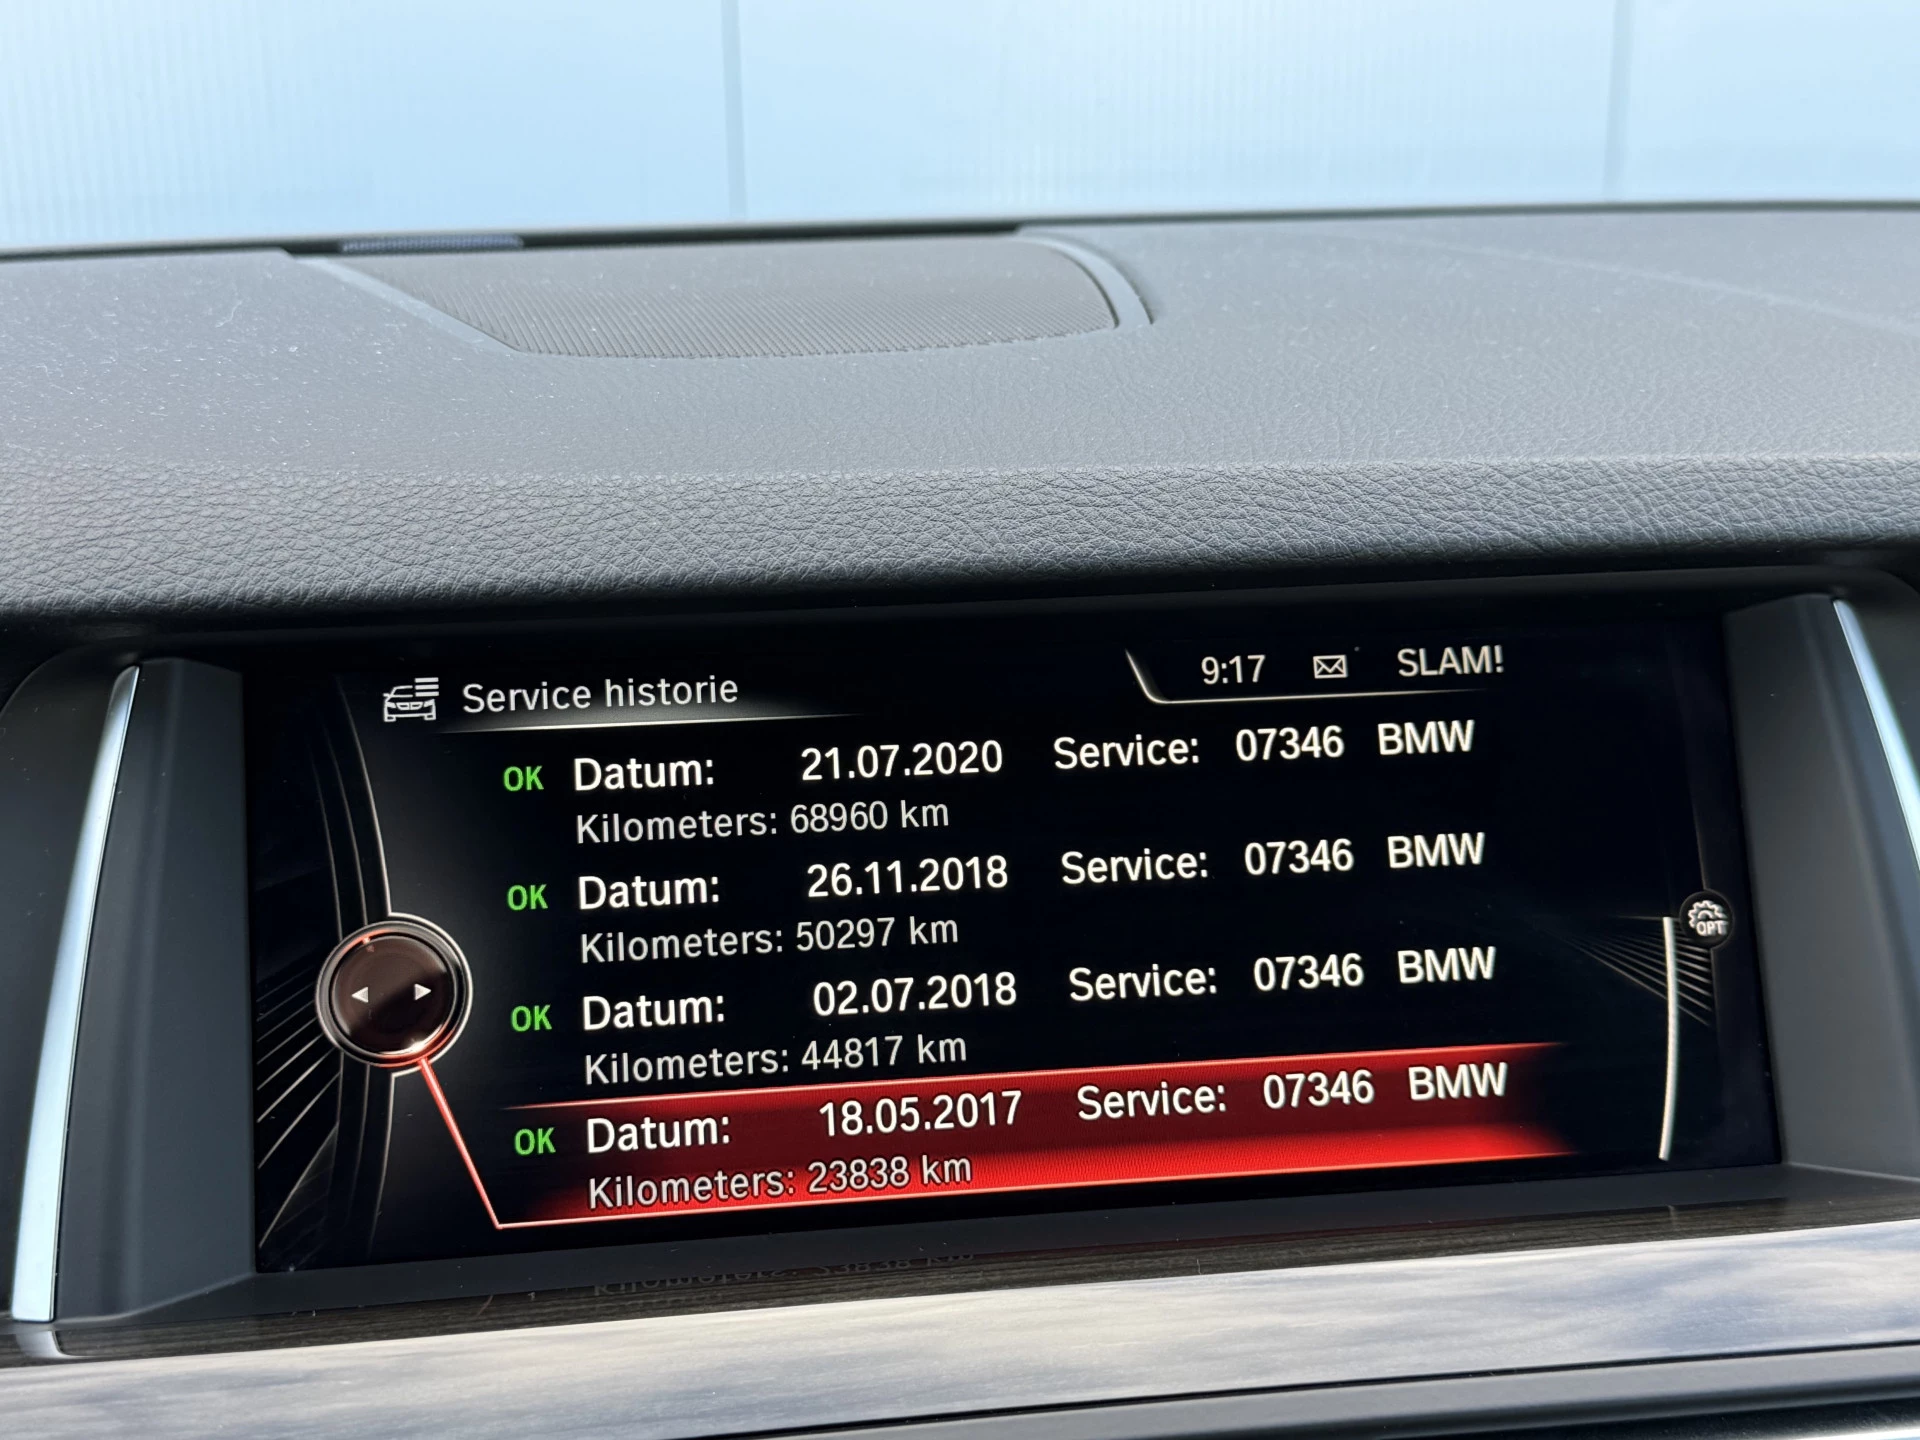 Service historie
9:17 SLAM!
OK Datum: 21.07.2020 Service: 07346 BMW
Kilometers: 68960 km
OK Datum: 26.11.2018 Service: 07346 BMW
Kilometers: 50297 km
OK Datum: 02.07.2018 Service: 07346 BMW
Kilometers: 44817 km
OK Datum: 18.05.2017 Service: 07346 BMW
Kilometers: 23838 km
OPT